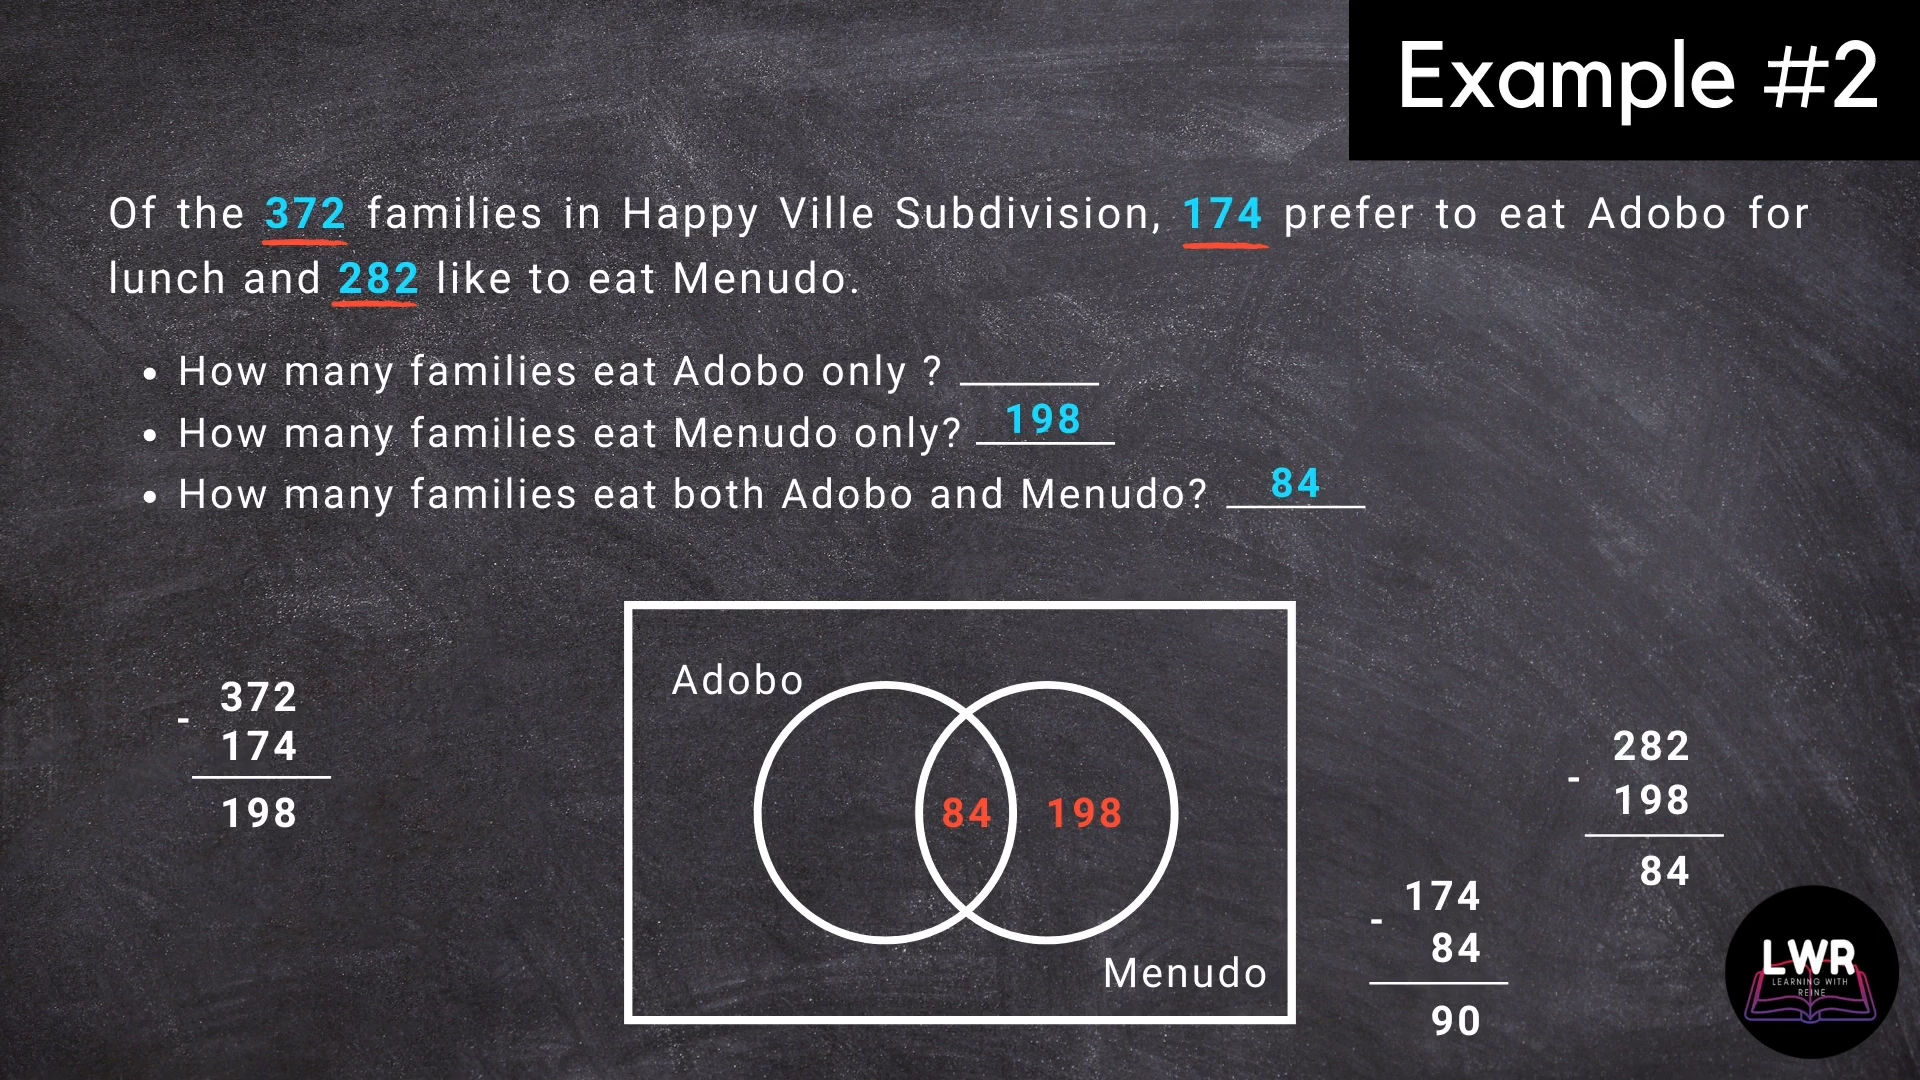 Example #2
Of the 372 families in Happy Ville Subdivision, 174 prefer to eat Adobo for
lunch and 282 like to eat Menudo.
• How many families eat Adobo only ? ______
• How many families eat Menudo only? 198
• How many families eat both Adobo and Menudo? 84
372
- 174
198
Adobo
84 198
Menudo
282
- 198
84
174
- 84
90
LWR
LEARNING WITH
REINE